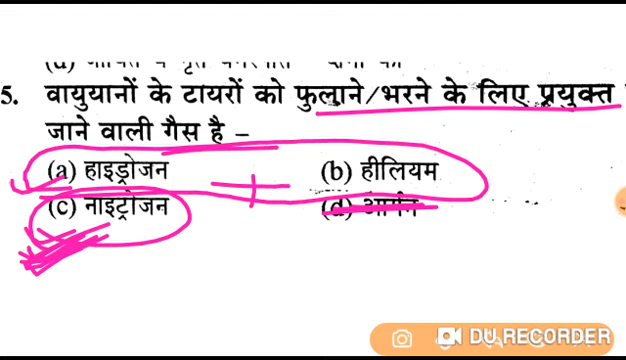 5. वायुयानों के टायरों को फुलाने/भरने के लिए प्रयुक्त
जाने वाली गैस है –
(a) हाइड्रोजन (b) हीलियम
(c) नाइट्रोजन (d) आर्गन
DU RECORDER